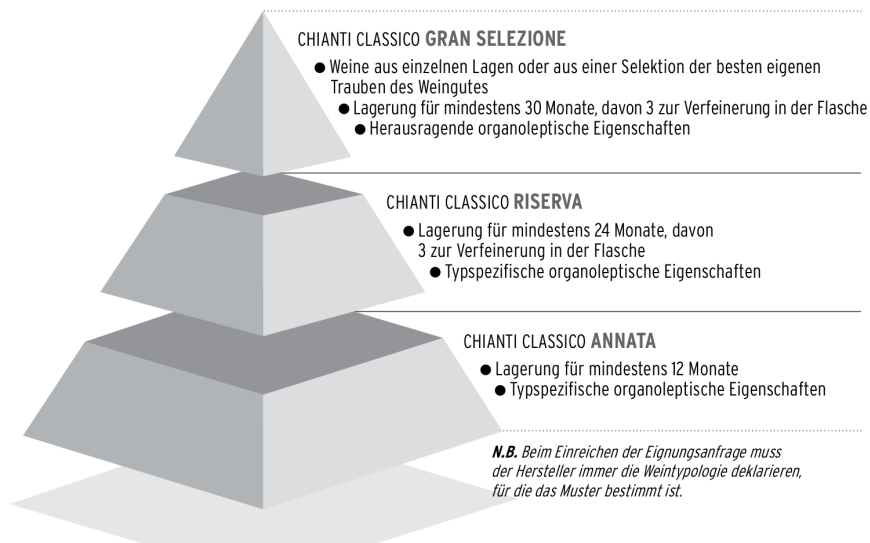 CHIANTI CLASSICO GRAN SELEZIONE
● Weine aus einzelnen Lagen oder aus einer Selektion der besten eigenen
Trauben des Weingutes
● Lagerung für mindestens 30 Monate, davon 3 zur Verfeinerung in der Flasche
● Herausragende organoleptische Eigenschaften
CHIANTI CLASSICO RISERVA
● Lagerung für mindestens 24 Monate, davon
3 zur Verfeinerung in der Flasche
● Typspezifische organoleptische Eigenschaften
CHIANTI CLASSICO ANNATA
● Lagerung für mindestens 12 Monate
● Typspezifische organoleptische Eigenschaften
N.B. Beim Einreichen der Eignungsanfrage muss
der Hersteller immer die Weintypologie deklarieren,
für die das Muster bestimmt ist.